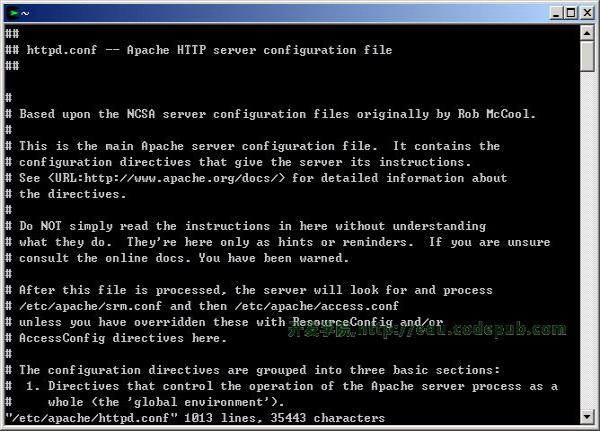 ~
##
## httpd.conf -- Apache HTTP server configuration file
##
#
# Based upon the NCSA server configuration files originally by Rob McCool.
#
# This is the main Apache server configuration file.  It contains the
# configuration directives that give the server its instructions.
# See <URL:http://www.apache.org/docs/> for detailed information about
# the directives.
#
# Do NOT simply read the instructions in here without understanding
# what they do.  They're here only as hints or reminders.  If you are unsure
# consult the online docs. You have been warned.
#
# After this file is processed, the server will look for and process
# /etc/apache/srm.conf and then /etc/apache/access.conf
# unless you have overridden these with ResourceConfig and/or
开发学院 http://edu.codepub.com
# AccessConfig directives here.
#
# The configuration directives are grouped into three basic sections:
#  1. Directives that control the operation of the Apache server process as a
#     whole (the 'global environment').
"/etc/apache/httpd.conf" 1013 lines, 35443 characters